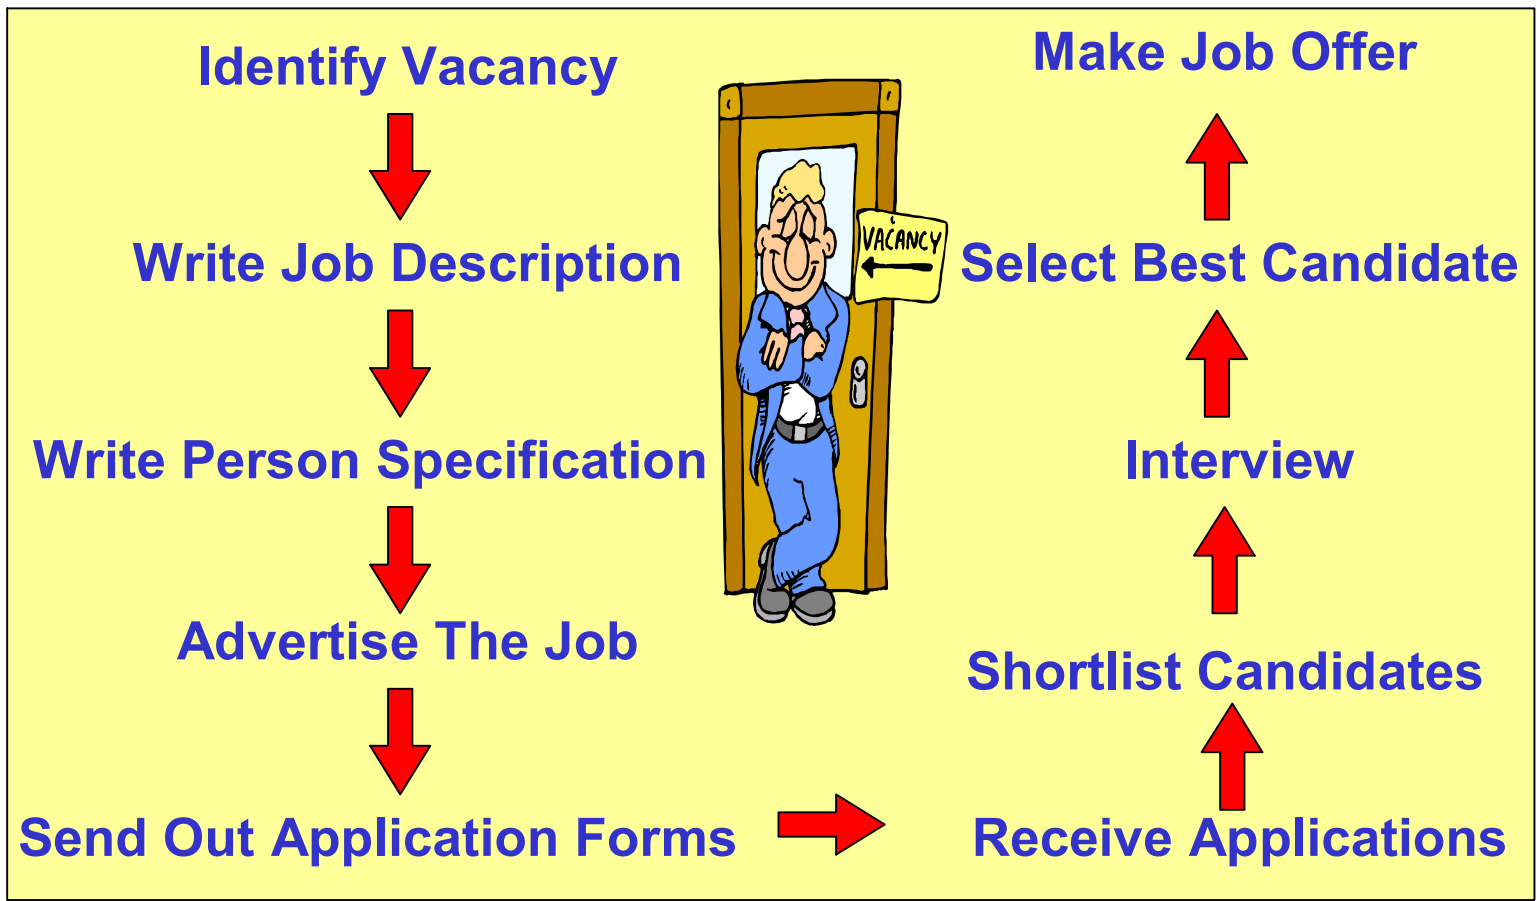 Identify Vacancy
Write Job Description
Write Person Specification
Advertise The Job
Send Out Application Forms
VACANCY
Make Job Offer
Select Best Candidate
Interview
Shortlist Candidates
Receive Applications